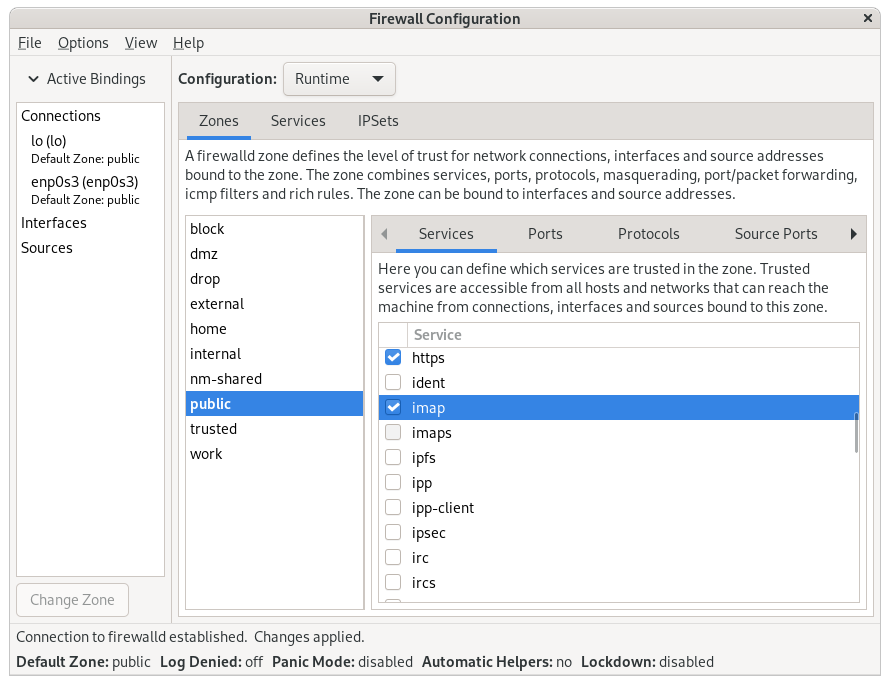 Firewall Configuration
File Options View Help
Active Bindings
Configuration: Runtime
Connections
lo (lo)
Default Zone: public
enp0s3 (enp0s3)
Default Zone: public
Interfaces
Sources
Change Zone
Zones Services IPSets
A firewalld zone defines the level of trust for network connections, interfaces and source addresses
bound to the zone. The zone combines services, ports, protocols, masquerading, port/packet forwarding,
icmp filters and rich rules. The zone can be bound to interfaces and source addresses.
block
dmz
drop
external
home
internal
nm-shared
public
trusted
work
Services Ports Protocols Source Ports
Here you can define which services are trusted in the zone. Trusted
services are accessible from all hosts and networks that can reach the
machine from connections, interfaces and sources bound to this zone.
Service
https
ident
imap
imaps
ipfs
ipp
ipp-client
ipsec
irc
ircs
Connection to firewalld established. Changes applied.
Default Zone: public Log Denied: off Panic Mode: disabled Automatic Helpers: no Lockdown: disabled